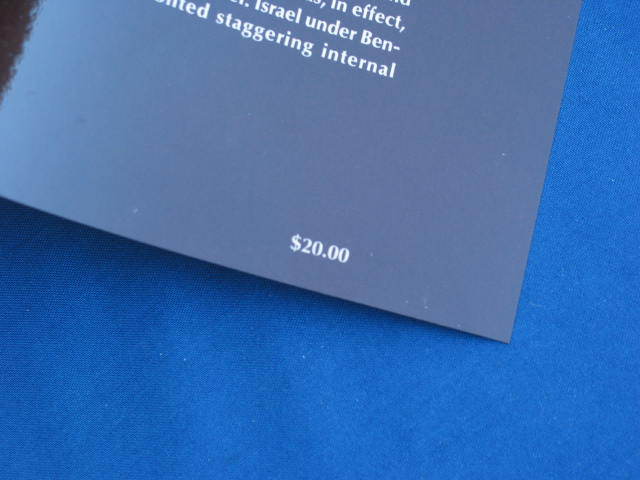 in effect,
Israel under Ben-
staggering internal
$20.00